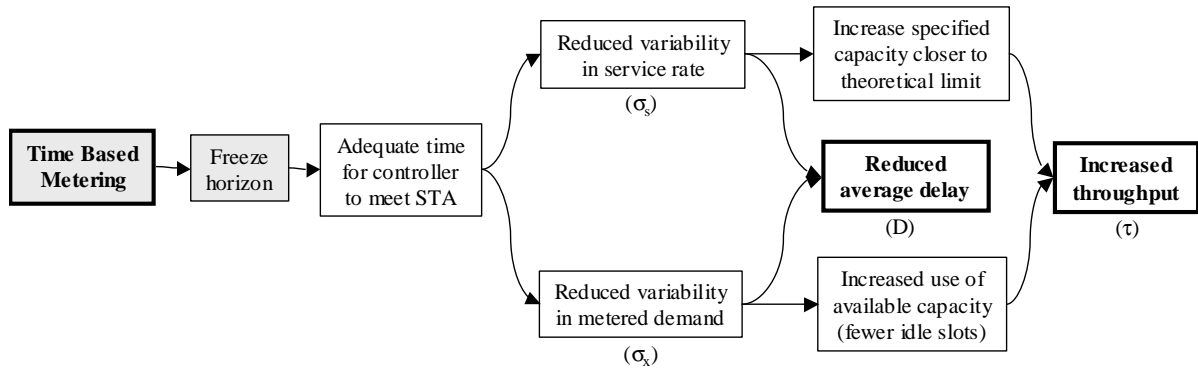 Time Based
Metering
Freeze
horizon
Adequate time
for controller
to meet STA
Reduced variability
in service rate
(σs)
Reduced variability
in metered demand
(σx)
Increase specified
capacity closer to
theoretical limit
Reduced
average delay
(D)
Increased use of
available capacity
(fewer idle slots)
Increased
throughput
(τ)